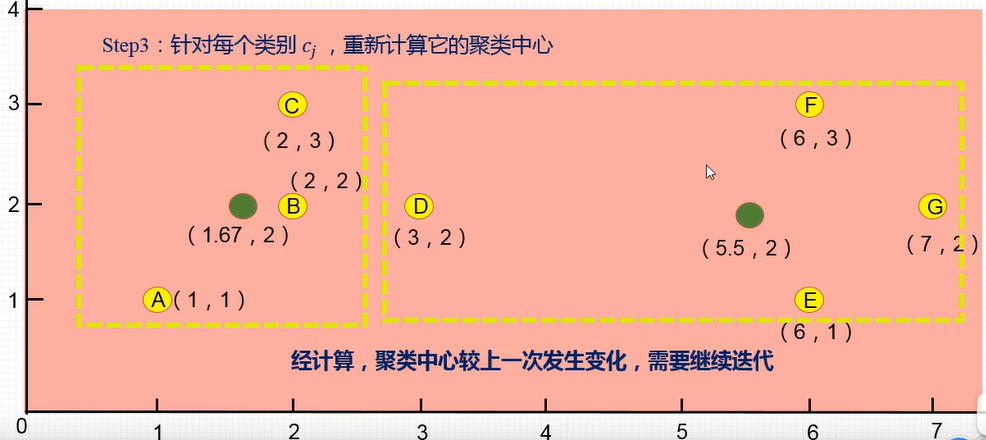 4
Step3：针对每个类别 cj ，重新计算它的聚类中心
3
C
F
( 2 , 3 )
( 6 , 3 )
( 2 , 2 )
2
B
D
G
( 1.67 , 2 )
( 3 , 2 )
( 5.5 , 2 )
( 7 , 2 )
1
A ( 1 , 1 )
E
( 6 , 1 )
经计算，聚类中心较上一次发生变化，需要继续迭代
0 1 2 3 4 5 6 7